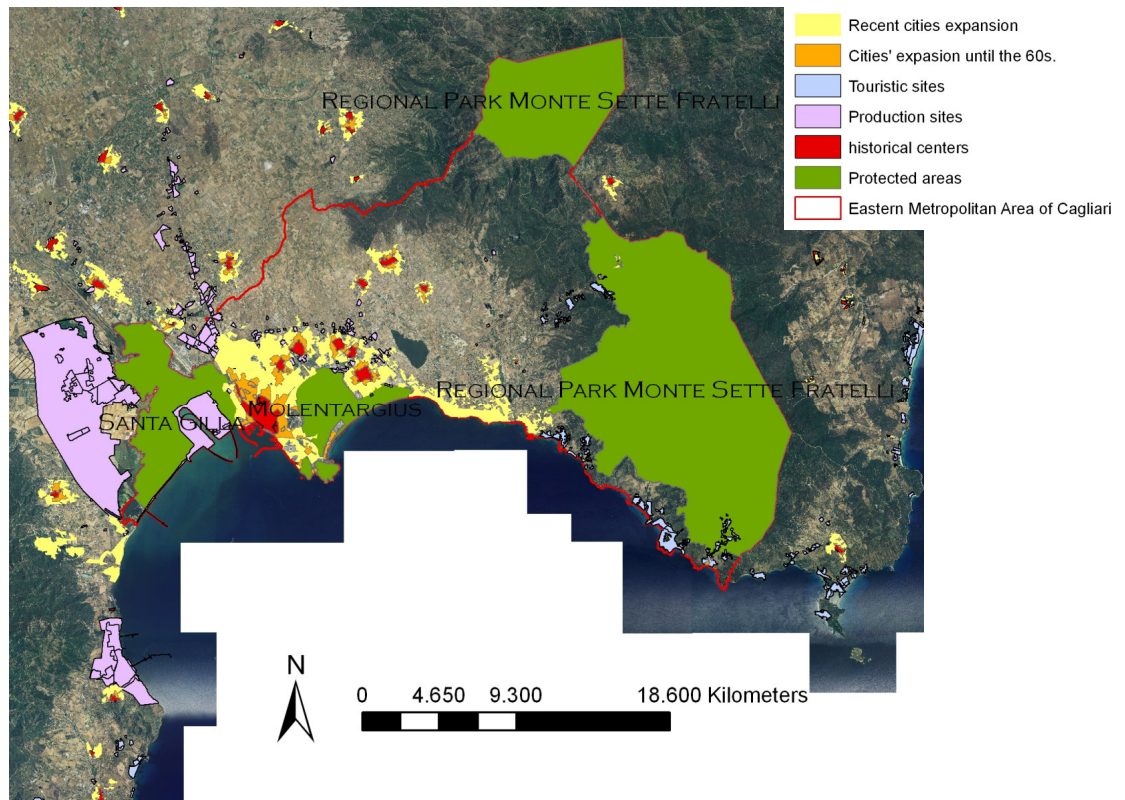 Recent cities expansion
Cities' expasion until the 60s.
Touristic sites
Production sites
historical centers
Protected areas
Eastern Metropolitan Area of Cagliari
REGIONAL PARK MONTE SETTE FRATELLI
REGIONAL PARK MONTE SETTE FRATELLI
MOLENTARGIUS
SANTA GILLA
N
0 4.650 9.300 18.600 Kilometers